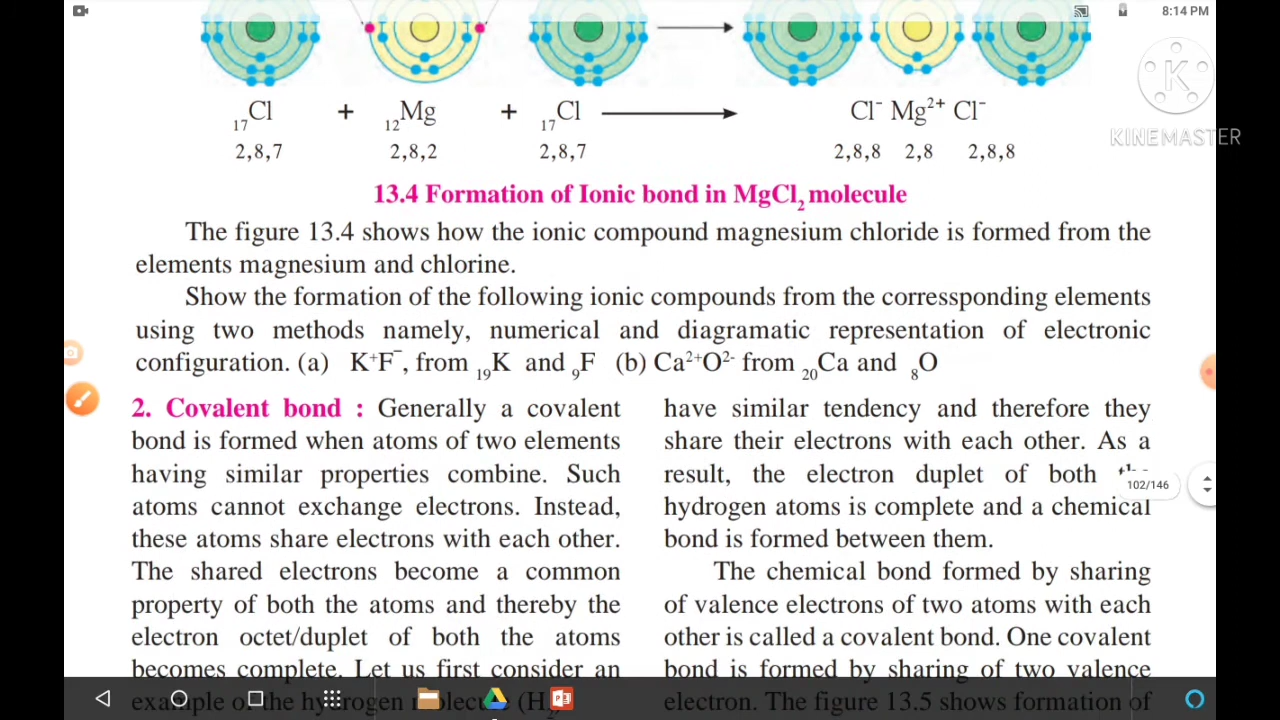 8:14 PM
K
KINEMASTER
₁₇Cl + ₁₂Mg + ₁₇Cl ⟶ Cl⁻ Mg²⁺ Cl⁻
2,8,7 2,8,2 2,8,7 2,8,8 2,8 2,8,8
13.4 Formation of Ionic bond in MgCl₂ molecule
The figure 13.4 shows how the ionic compound magnesium chloride is formed from the
elements magnesium and chlorine.
Show the formation of the following ionic compounds from the corressponding elements
using two methods namely, numerical and diagramatic representation of electronic
configuration. (a) K⁺F⁻, from ₁₉K and ₉F (b) Ca²⁺O²⁻ from ₂₀Ca and ₈O
2. Covalent bond : Generally a covalent
bond is formed when atoms of two elements
having similar properties combine. Such
atoms cannot exchange electrons. Instead,
these atoms share electrons with each other.
The shared electrons become a common
property of both the atoms and thereby the
electron octet/duplet of both the atoms
becomes complete. Let us first consider an
example of the hydrogen molecule (H₂)
have similar tendency and therefore they
share their electrons with each other. As a
result, the electron duplet of both the
hydrogen atoms is complete and a chemical
bond is formed between them.
The chemical bond formed by sharing
of valence electrons of two atoms with each
other is called a covalent bond. One covalent
bond is formed by sharing of two valence
electron. The figure 13.5 shows formation of
102/146